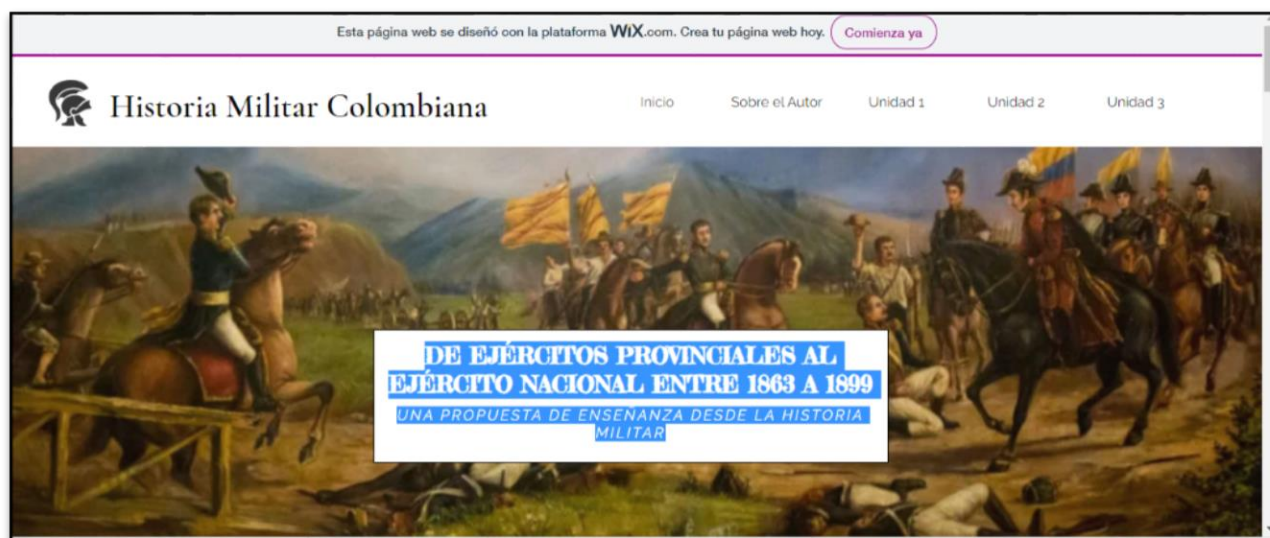 Esta página web se diseñó con la plataforma WiX.com. Crea tu página web hoy. Comienza ya
Historia Militar Colombiana Inicio Sobre el Autor Unidad 1 Unidad 2 Unidad 3
DE EJÉRCITOS PROVINCIALES AL
EJÉRCITO NACIONAL ENTRE 1863 A 1899
UNA PROPUESTA DE ENSEÑANZA DESDE LA HISTORIA
MILITAR